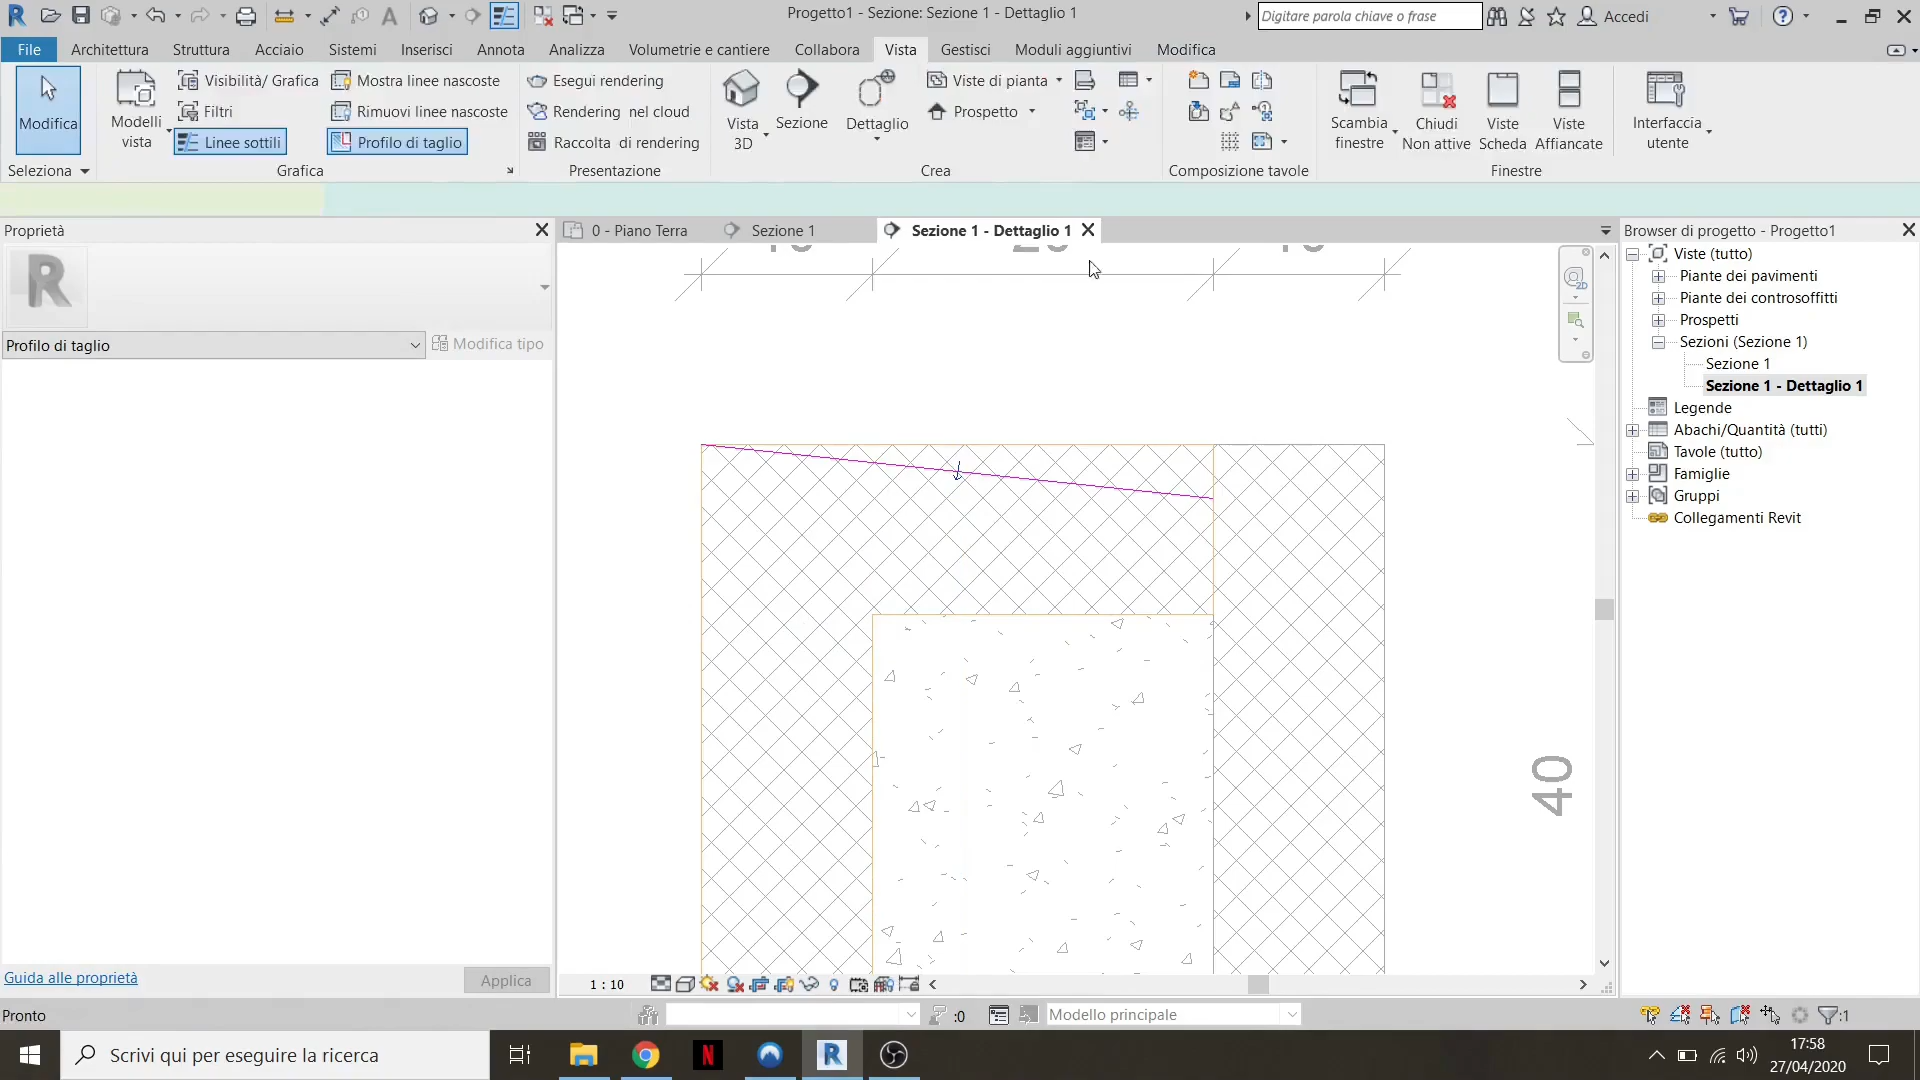 Progetto1 - Sezione: Sezione 1 - Dettaglio 1
Digitare parola chiave o frase
Accedi
File
Architettura
Struttura
Acciaio
Sistemi
Inserisci
Annota
Analizza
Volumetrie e cantiere
Collabora
Vista
Gestisci
Moduli aggiuntivi
Modifica
Modifica
Modelli
vista
Visibilità/ Grafica
Filtri
Linee sottili
Mostra linee nascoste
Rimuovi linee nascoste
Profilo di taglio
Esegui rendering
Rendering nel cloud
Raccolta di rendering
Vista
3D
Sezione
Dettaglio
Viste di pianta
Prospetto
Scambia
finestre
Chiudi
Non attive
Viste
Scheda
Viste
Affiancate
Interfaccia
utente
Seleziona
Grafica
Presentazione
Crea
Composizione tavole
Finestre
Proprietà
0 - Piano Terra
Sezione 1
Sezione 1 - Dettaglio 1
Browser di progetto - Progetto1
R
Profilo di taglio
Modifica tipo
Viste (tutto)
Piante dei pavimenti
Piante dei controsoffitti
Prospetti
Sezioni (Sezione 1)
Sezione 1
Sezione 1 - Dettaglio 1
Legende
Abachi/Quantità (tutti)
Tavole (tutto)
Famiglie
Gruppi
Collegamenti Revit
2D
40
Guida alle proprietà
Applica
1 : 10
Pronto
:0
Modello principale
:1
Scrivi qui per eseguire la ricerca
17:58
27/04/2020